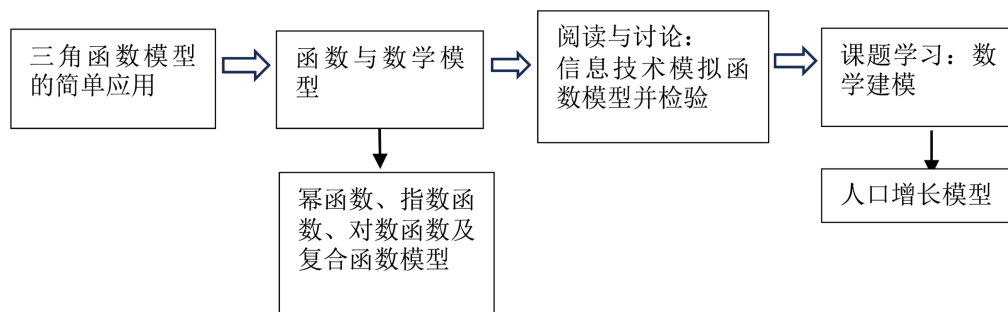 三角函数模型
的简单应用
函数与数学模
型
阅读与讨论：
信息技术模拟函
数模型并检验
课题学习：数
学建模
幂函数、指数函
数、对数函数及
复合函数模型
人口增长模型